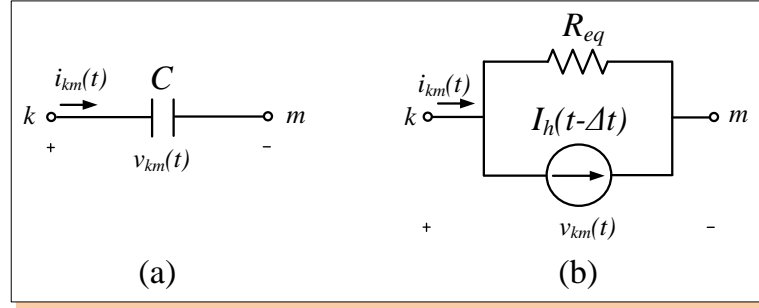 i_km(t)
C
k
m
+
v_km(t)
−
(a)
R_eq
i_km(t)
k
I_h(t-Δt)
m
+
v_km(t)
−
(b)